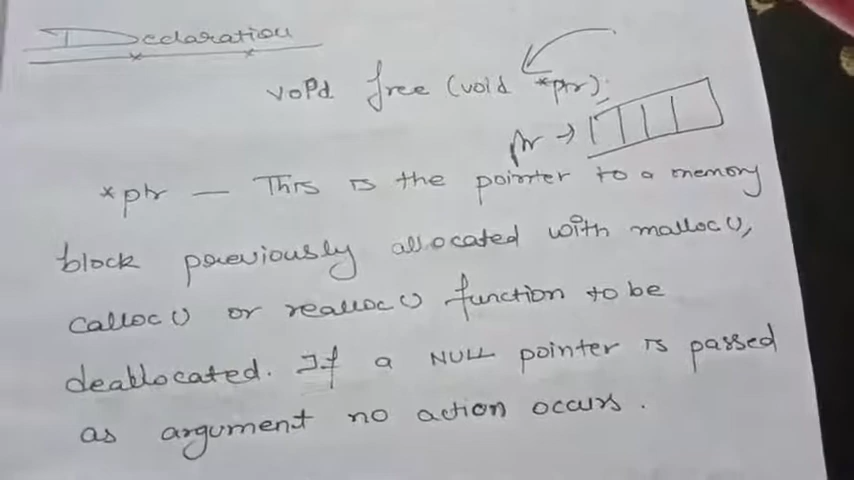 Declaration
void free (void *ptr);
ptr →
*ptr — This is the pointer to a memory
block previously allocated with malloc(),
calloc() or realloc() function to be
deallocated. If a NULL pointer is passed
as argument no action occurs.